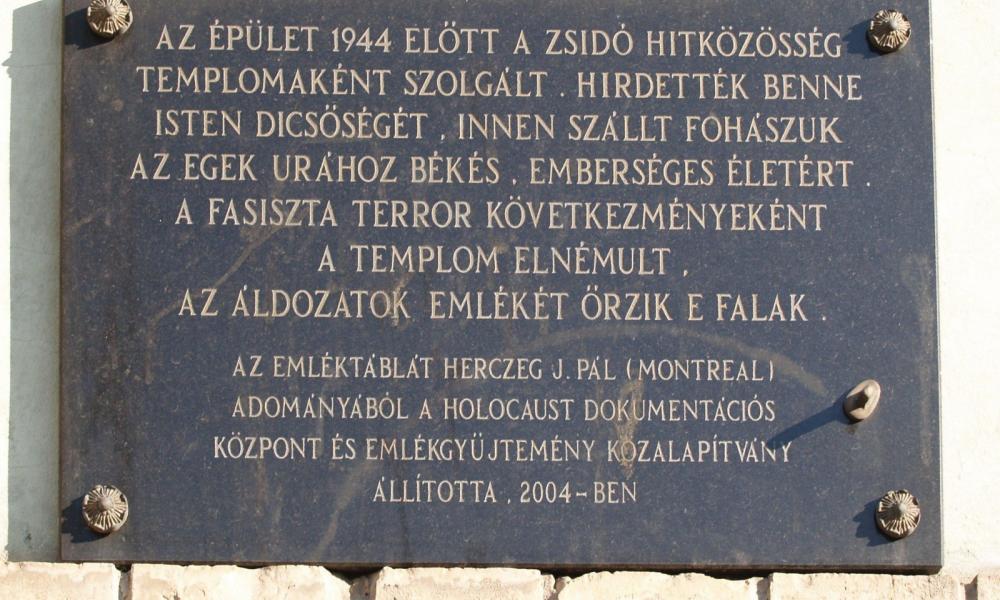 AZ ÉPÜLET 1944 ELŐTT A ZSIDÓ HITKÖZÖSSÉG
TEMPLOMAKÉNT SZOLGÁLT . HIRDETTÉK BENNE
ISTEN DICSŐSÉGÉT , INNEN SZÁLLT FOHÁSZUK
AZ EGEK URÁHOZ BÉKÉS , EMBERSÉGES ÉLETÉRT .
A FASISZTA TERROR KÖVETKEZMÉNYEKÉNT
A TEMPLOM ELNÉMULT ,
AZ ÁLDOZATOK EMLÉKÉT ŐRZIK E FALAK .
AZ EMLÉKTÁBLÁT HERCZEG J. PÁL (MONTREAL)
ADOMÁNYÁBÓL A HOLOCAUST DOKUMENTÁCIÓS
KÖZPONT ÉS EMLÉKGYŰJTEMÉNY KÖZALAPÍTVÁNY
ÁLLÍTOTTA , 2004-BEN